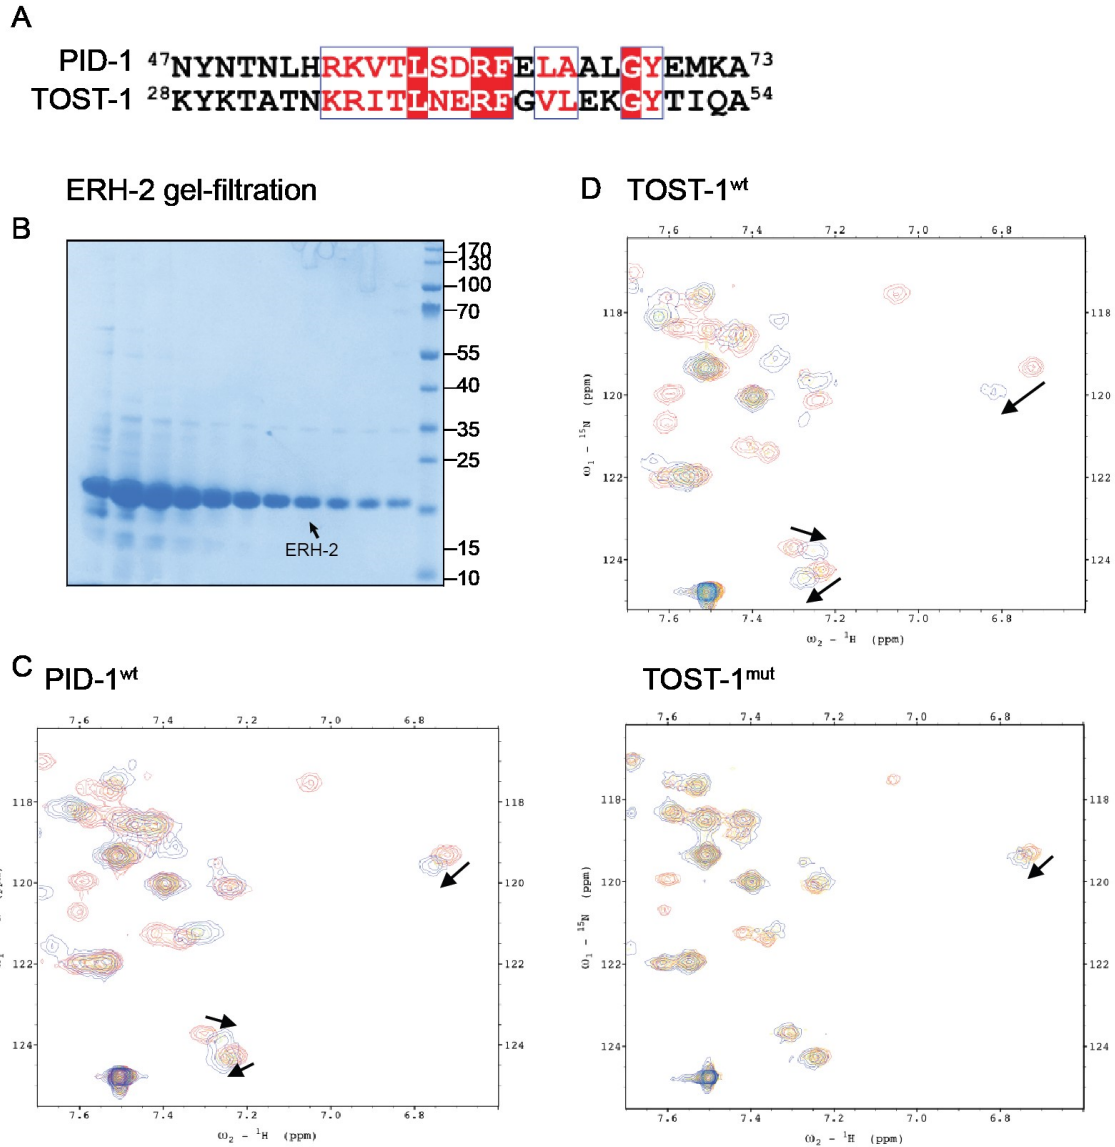 A
PID-1 47NYNTNLHRKVTLSDRFELAALGYEMKA73
TOST-1 28KYKTATNKRITLNERFGVLEKGYTIQA54
ERH-2 gel-filtration
B
170
130
100
70
55
40
35
25
15
10
ERH-2
D TOST-1wt
7.6 7.4 7.2 7.0 6.8
118 118
120 120
122 122
124 124
ω1 - 15N (ppm)
7.6 7.4 7.2 7.0 6.8
ω2 - 1H (ppm)
C PID-1wt
7.6 7.4 7.2 7.0 6.8
118 118
120 120
122 122
124 124
7.6 7.4 7.2 7.0 6.8
ω2 - 1H (ppm)
TOST-1mut
7.6 7.4 7.2 7.0 6.8
118 118
120 120
122 122
124 124
ω1 - 15N (ppm)
7.6 7.4 7.2 7.0 6.8
ω2 - 1H (ppm)